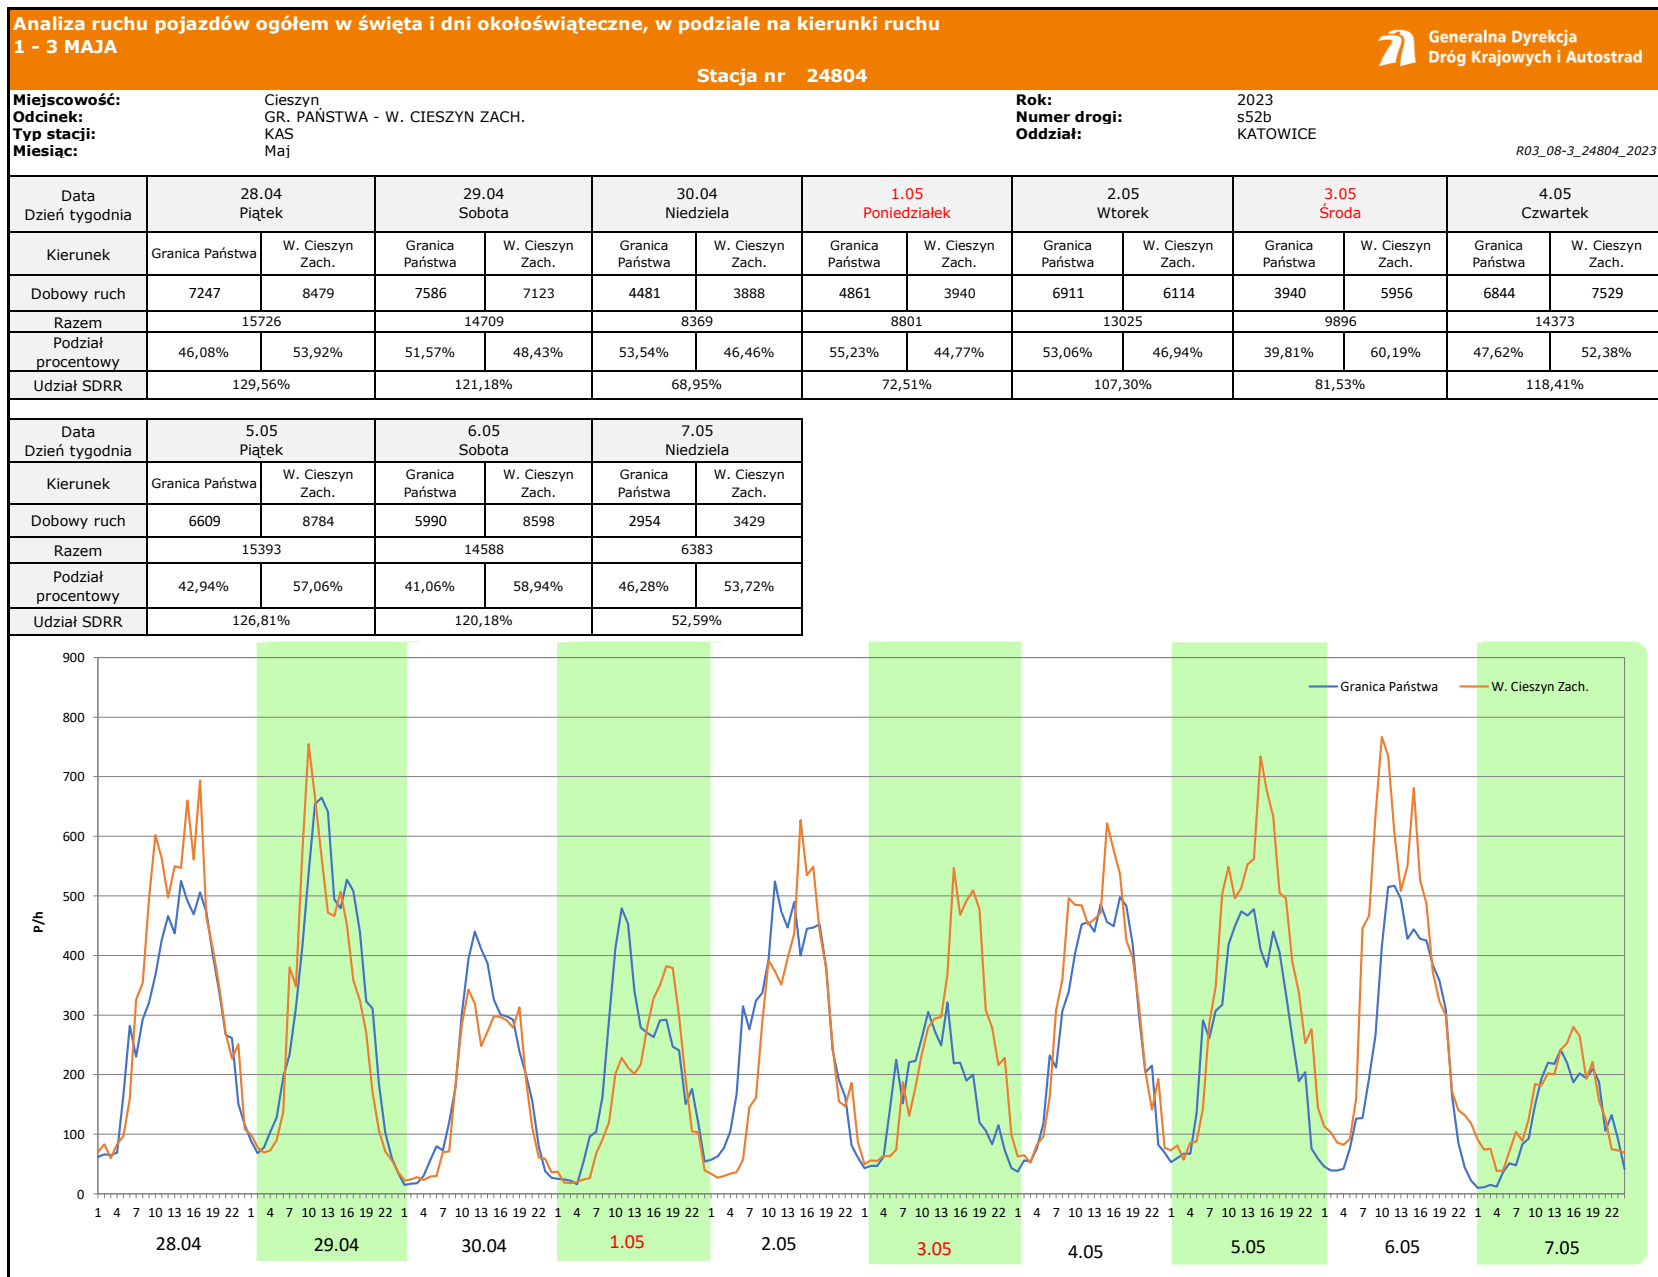 Analiza ruchu pojazdów ogółem w święta i dni okołoświąteczne, w podziale na kierunki ruchu
1 - 3 MAJA
Generalna Dyrekcja
Dróg Krajowych i Autostrad
Stacja nr 24804
Miejscowość: Cieszyn Rok: 2023
Odcinek: GR. PAŃSTWA - W. CIESZYN ZACH. Numer drogi: s52b
Typ stacji: KAS Oddział: KATOWICE
Miesiąc: Maj R03_08-3_24804_2023
Data 28.04 29.04 30.04 1.05 2.05 3.05 4.05
Dzień tygodnia Piątek Sobota Niedziela Poniedziałek Wtorek Środa Czwartek
Kierunek Granica Państwa W. Cieszyn Zach. Granica Państwa W. Cieszyn Zach. Granica Państwa W. Cieszyn Zach. Granica Państwa W. Cieszyn Zach. Granica Państwa W. Cieszyn Zach. Granica Państwa W. Cieszyn Zach. Granica Państwa W. Cieszyn Zach.
Dobowy ruch 7247 8479 7586 7123 4481 3888 4861 3940 6911 6114 3940 5956 6844 7529
Razem 15726 14709 8369 8801 13025 9896 14373
Podział procentowy 46,08% 53,92% 51,57% 48,43% 53,54% 46,46% 55,23% 44,77% 53,06% 46,94% 39,81% 60,19% 47,62% 52,38%
Udział SDRR 129,56% 121,18% 68,95% 72,51% 107,30% 81,53% 118,41%
Data 5.05 6.05 7.05
Dzień tygodnia Piątek Sobota Niedziela
Kierunek Granica Państwa W. Cieszyn Zach. Granica Państwa W. Cieszyn Zach. Granica Państwa W. Cieszyn Zach.
Dobowy ruch 6609 8784 5990 8598 2954 3429
Razem 15393 14588 6383
Podział procentowy 42,94% 57,06% 41,06% 58,94% 46,28% 53,72%
Udział SDRR 126,81% 120,18% 52,59%
900
Granica Państwa W. Cieszyn Zach.
800
700
600
500
P/h
400
300
200
100
0
1 4 7 10 13 16 19 22 1 4 7 10 13 16 19 22 1 4 7 10 13 16 19 22 1 4 7 10 13 16 19 22 1 4 7 10 13 16 19 22 1 4 7 10 13 16 19 22 1 4 7 10 13 16 19 22 1 4 7 10 13 16 19 22 1 4 7 10 13 16 19 22 1 4 7 10 13 16 19 22
28.04 29.04 30.04 1.05 2.05 3.05 4.05 5.05 6.05 7.05